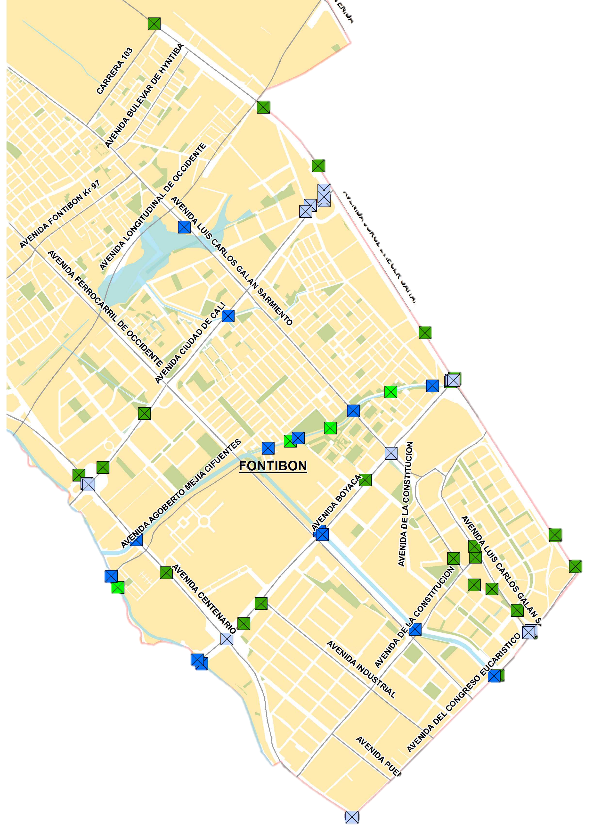 CARRERA 103
AVENIDA BULEVAR DE HYNTIBA
AVENIDA FONTIBON Kr 97
AVENIDA LONGITUDINAL DE OCCIDENTE
AVENIDA LUIS CARLOS GALAN SARMIENTO
AVENIDA FERROCARRIL DE OCCIDENTE
AVENIDA CIUDAD DE CALI
AVENIDA AGOBERTO MEJIA CIFUENTES
FONTIBON
AVENIDA BOYACA
AVENIDA DE LA CONSTITUCION
AVENIDA LUIS CARLOS GALAN S
AVENIDA CENTENARIO
AVENIDA DE LA CONSTITUCION
AVENIDA INDUSTRIAL
AVENIDA DEL CONGRESO EUCARISTICO
AVENIDA PUE